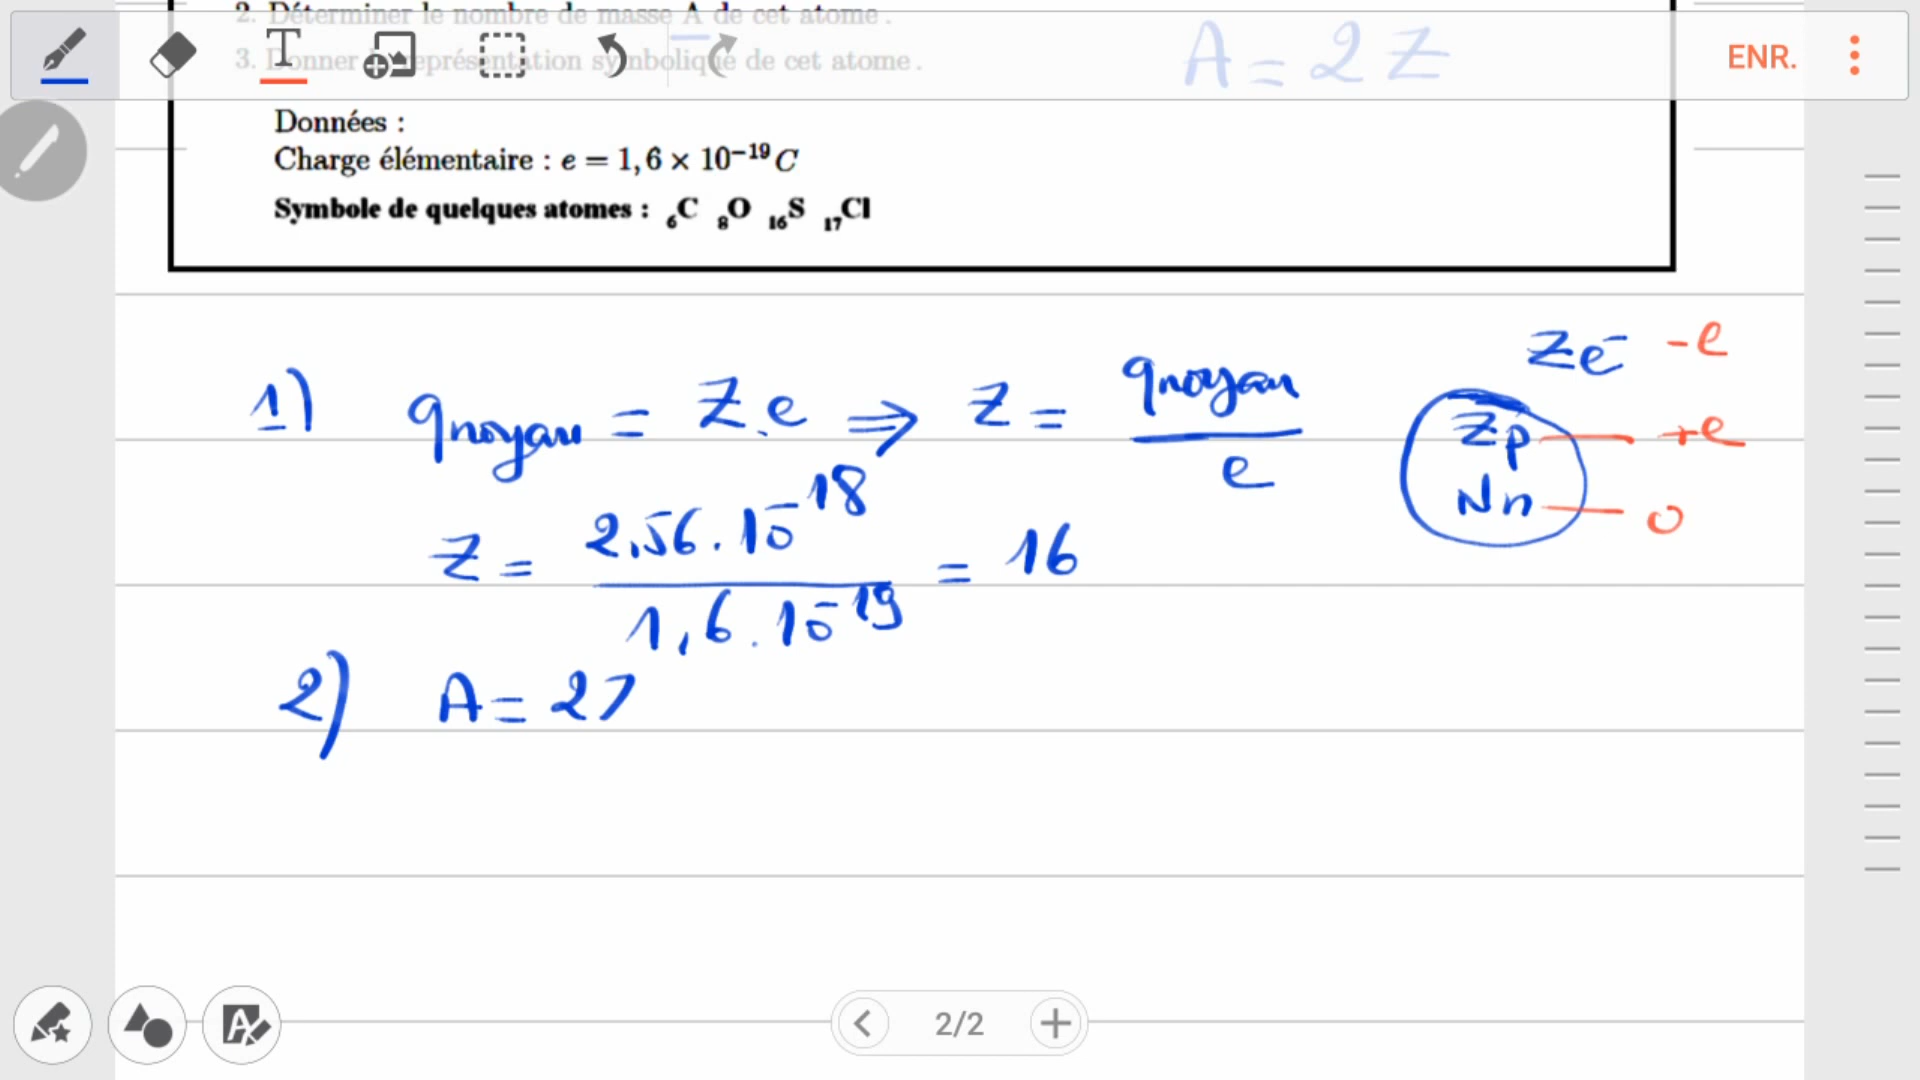 2. Déterminer le nombre de masse A de cet atome.
3. Donner représentation symbolique de cet atome.
A = 2Z
T
ENR.
Données :
Charge élémentaire : e = 1,6 × 10⁻¹⁹ C
Symbole de quelques atomes : ₆C ₈O ₁₆S ₁₇Cl
Ze⁻ -e
1) qnoyau = Z.e ⇒ Z = qnoyau / e
Zp +e
Nn 0
Z = 2,56.10⁻¹⁸ / 1,6.10⁻¹⁹ = 16
2) A = 27
2/2